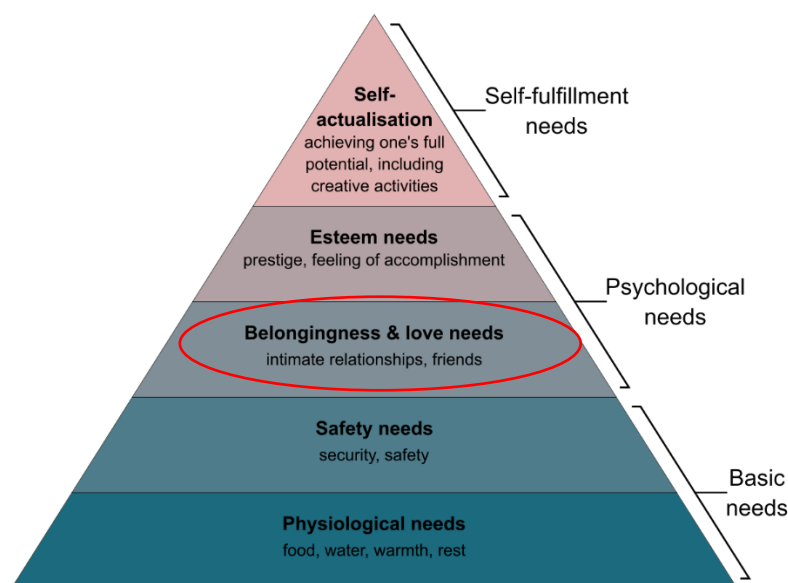 Self-
actualisation
achieving one's full
potential, including
creative activities
Self-fulfillment
needs
Esteem needs
prestige, feeling of accomplishment
Psychological
needs
Belongingness & love needs
intimate relationships, friends
Safety needs
security, safety
Basic
needs
Physiological needs
food, water, warmth, rest